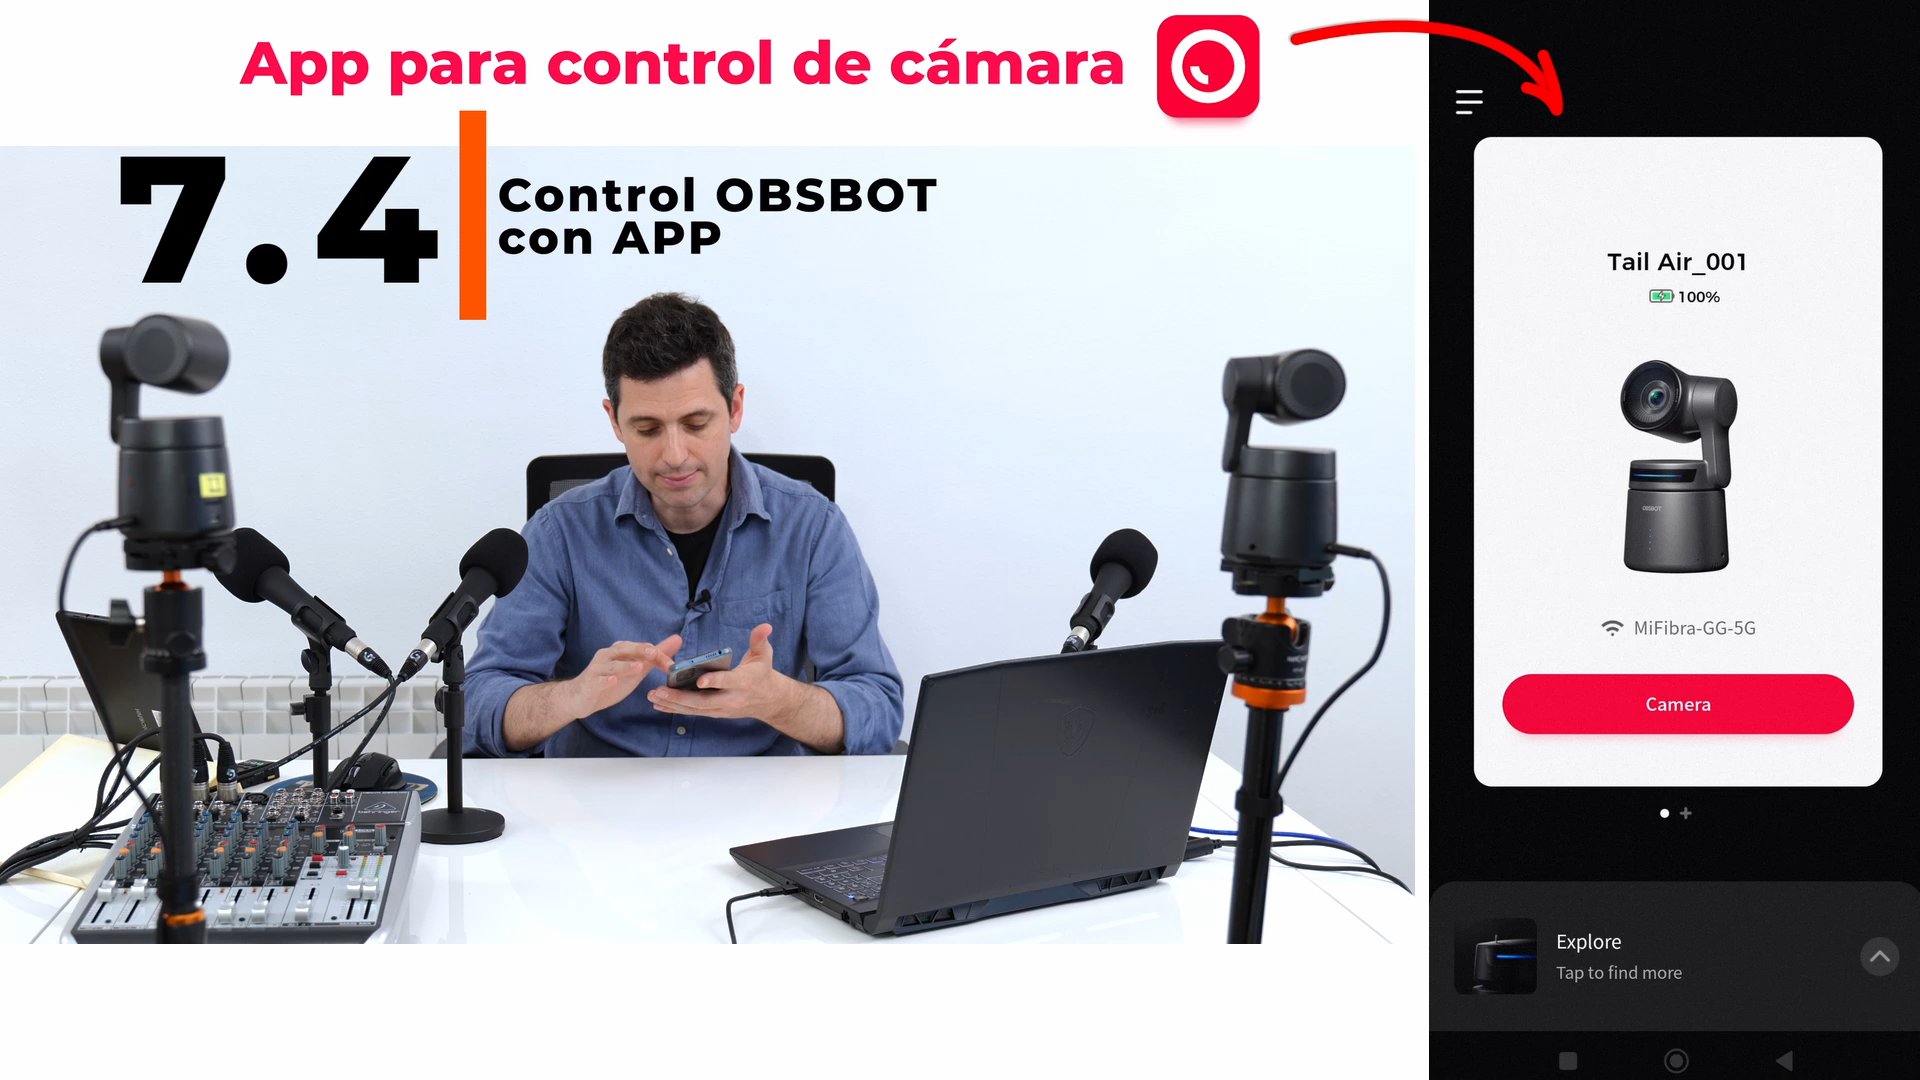 App para control de cámara
7.4
Control OBSBOT
con APP
Tail Air_001
100%
OBSBOT
MiFibra-GG-5G
Camera
Explore
Tap to find more